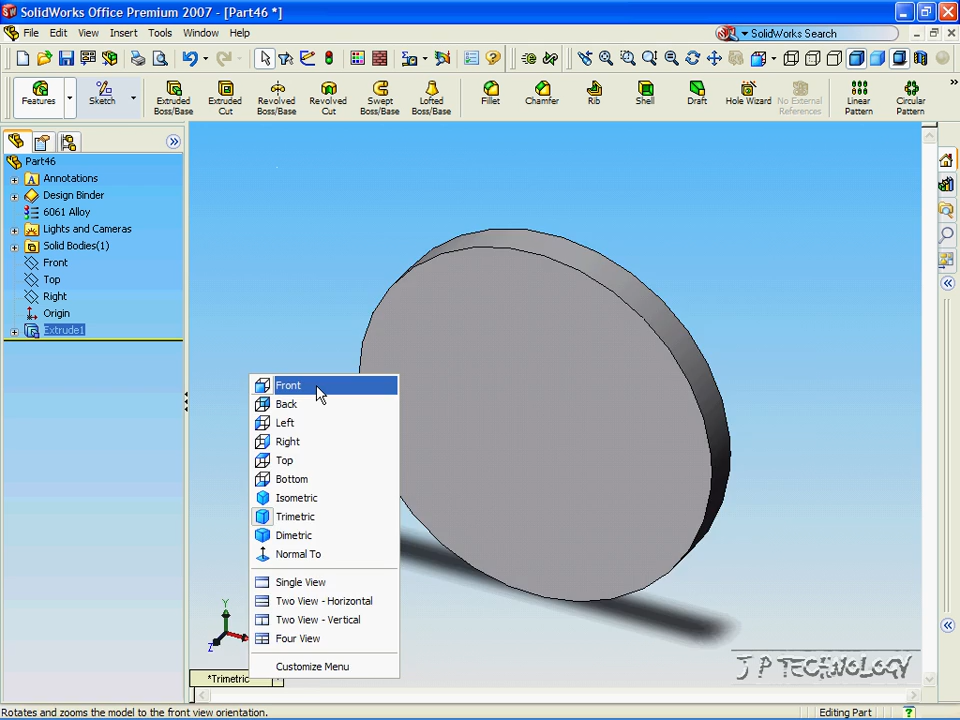 SolidWorks Office Premium 2007 - [Part46 *]
File Edit View Insert Tools Window Help
SolidWorks Search
Features
Sketch
Extruded Boss/Base
Extruded Cut
Revolved Boss/Base
Revolved Cut
Swept Boss/Base
Lofted Boss/Base
Fillet
Chamfer
Rib
Shell
Draft
Hole Wizard
No External References
Linear Pattern
Circular Pattern
Part46
Annotations
Design Binder
6061 Alloy
Lights and Cameras
Solid Bodies(1)
Front
Top
Right
Origin
Extrude1
Front
Back
Left
Right
Top
Bottom
Isometric
Trimetric
Dimetric
Normal To
Single View
Two View - Horizontal
Two View - Vertical
Four View
Customize Menu
Y
Z
*Trimetric
J P TECHNOLOGY
Rotates and zooms the model to the front view orientation.
Editing Part